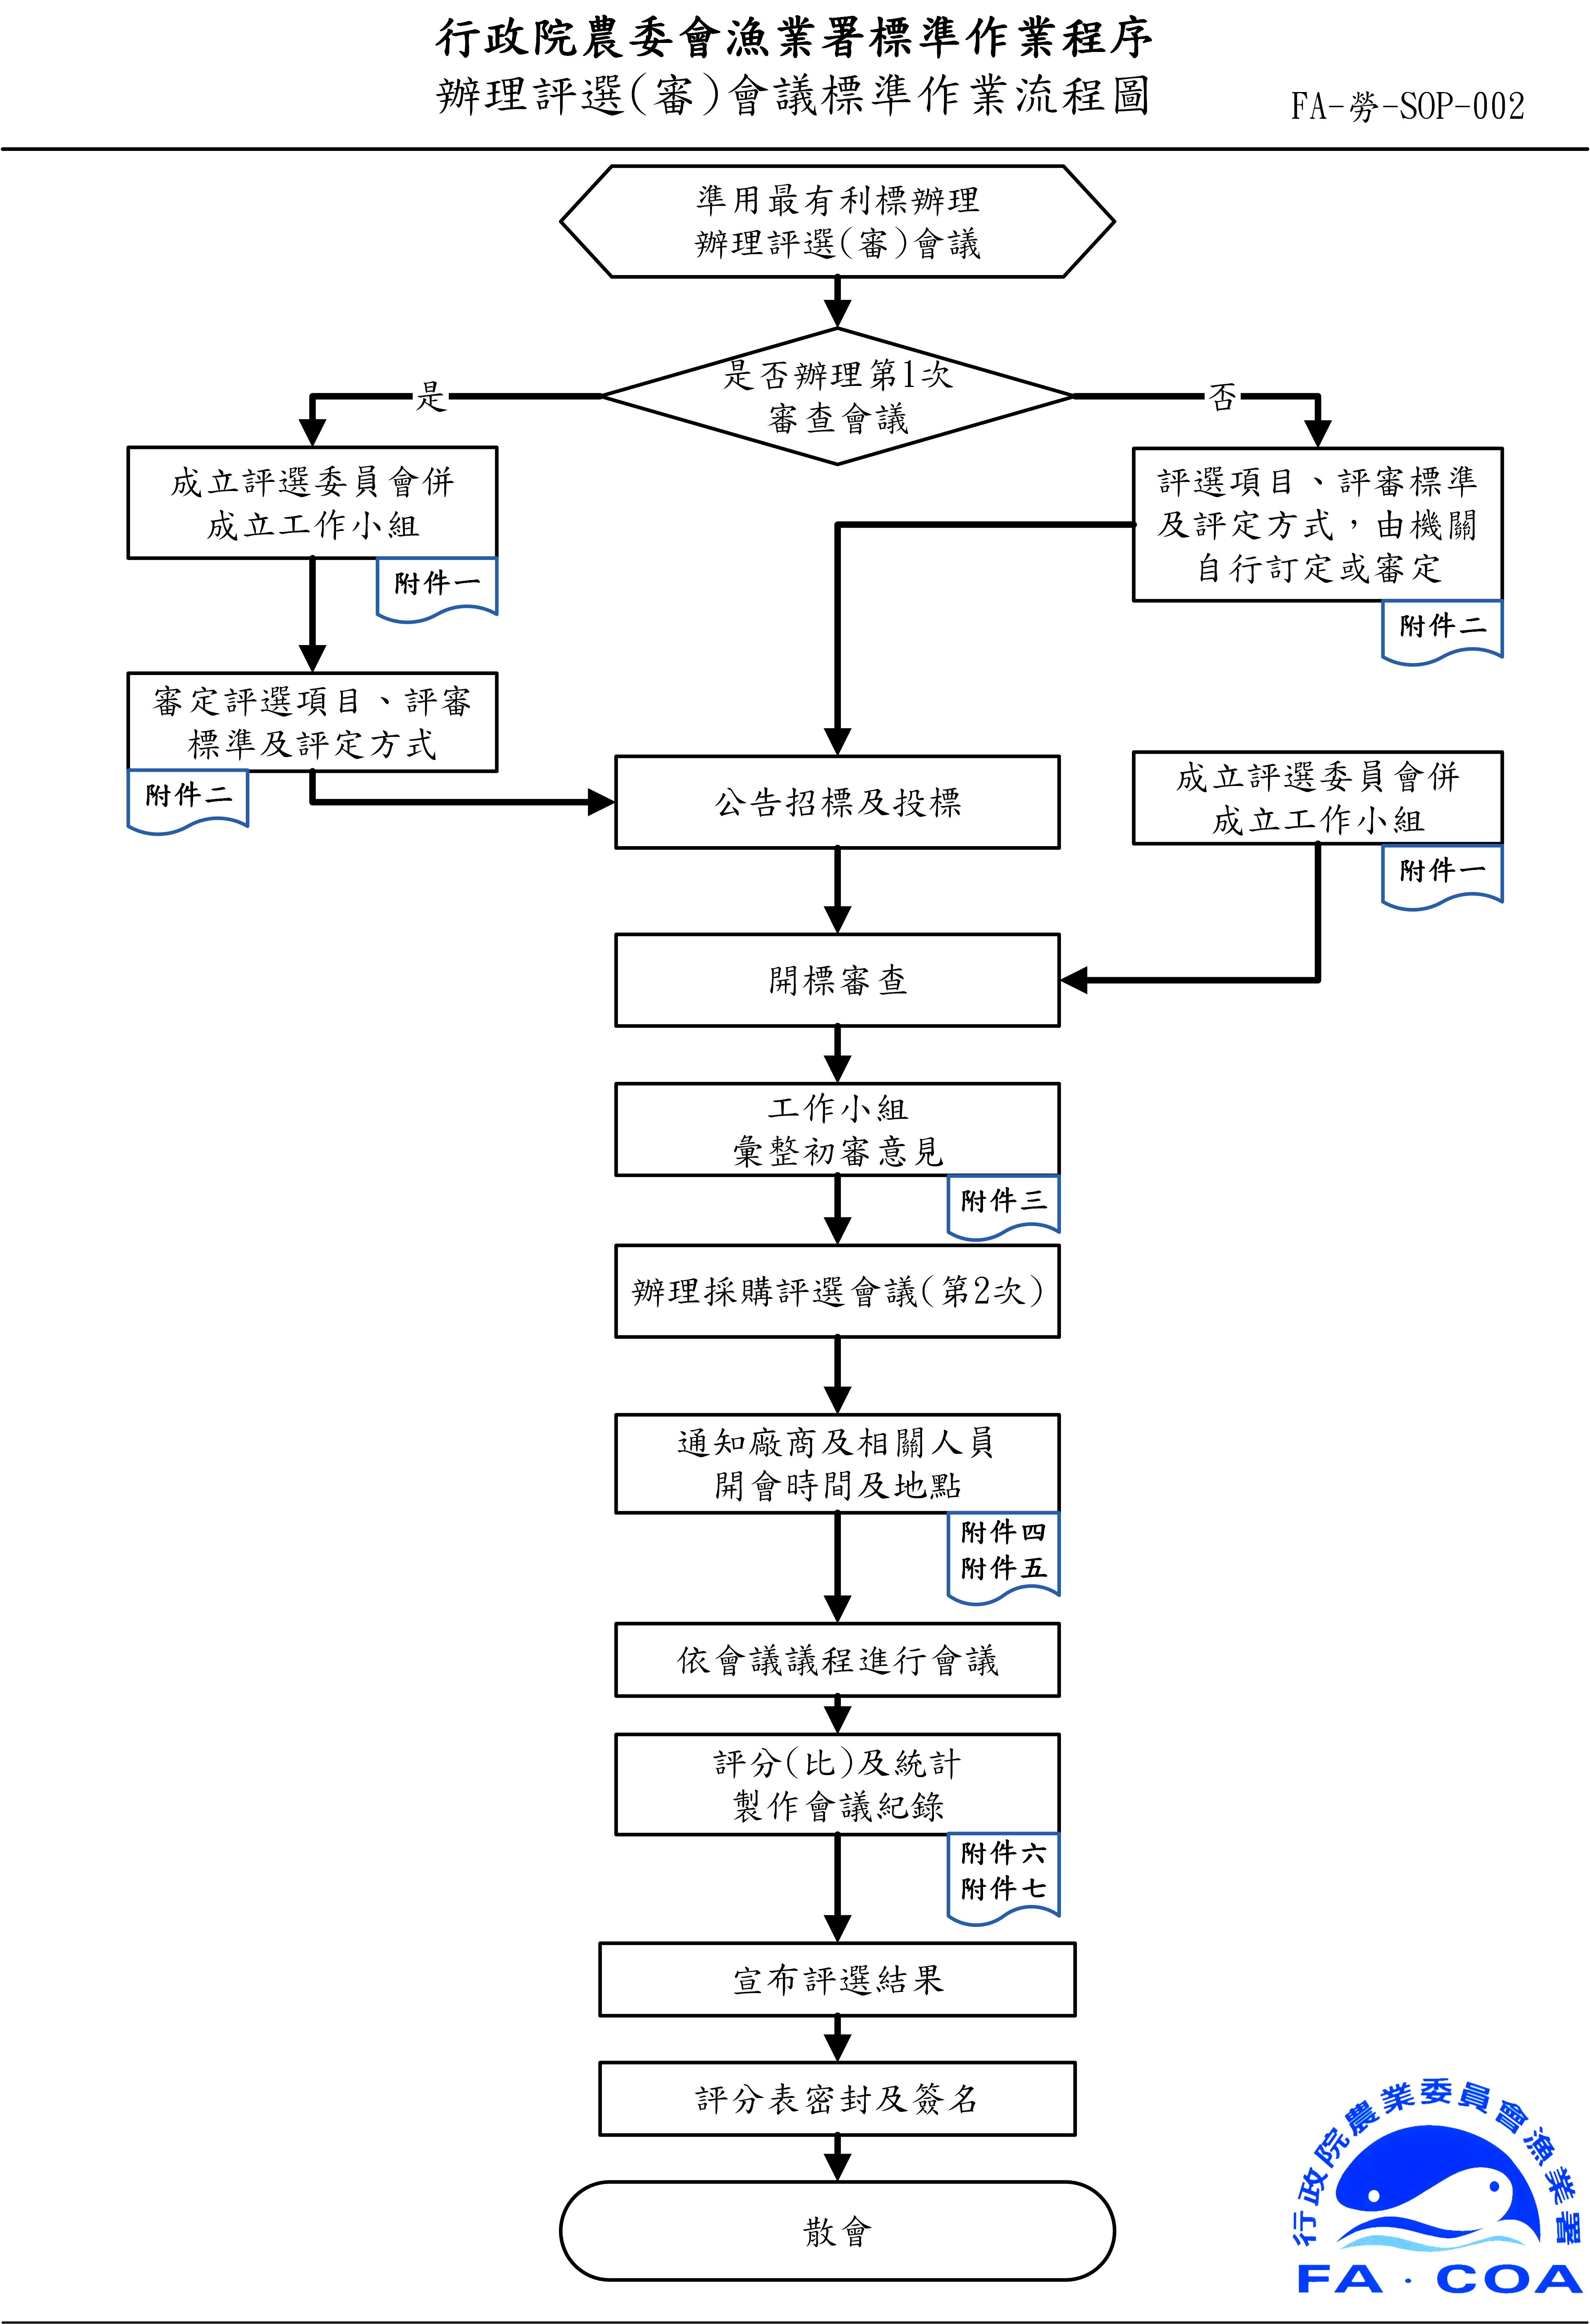 行政院農委會漁業署標準作業程序
辦理評選(審)會議標準作業流程圖
FA-勞-SOP-002
準用最有利標辦理
辦理評選(審)會議
是否辦理第1次
審查會議
是
否
成立評選委員會併
成立工作小組
附件一
評選項目、評審標準
及評定方式，由機關
自行訂定或審定
附件二
審定評選項目、評審
標準及評定方式
附件二
公告招標及投標
成立評選委員會併
成立工作小組
附件一
開標審查
工作小組
彙整初審意見
附件三
辦理採購評選會議(第2次)
通知廠商及相關人員
開會時間及地點
附件四
附件五
依會議議程進行會議
評分(比)及統計
製作會議紀錄
附件六
附件七
宣布評選結果
評分表密封及簽名
散會
行政院農業委員會漁業署
FA·COA